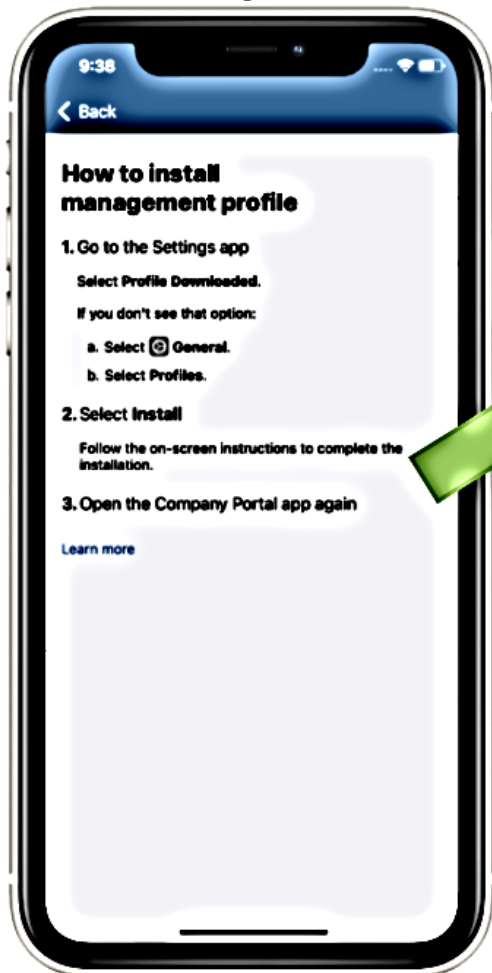 9:38
Back
How to install
management profile
1. Go to the Settings app
Select Profile Downloaded.
If you don't see that option:
a. Select General.
b. Select Profiles.
2. Select Install
Follow the on-screen instructions to complete the
installation.
3. Open the Company Portal app again
Learn more